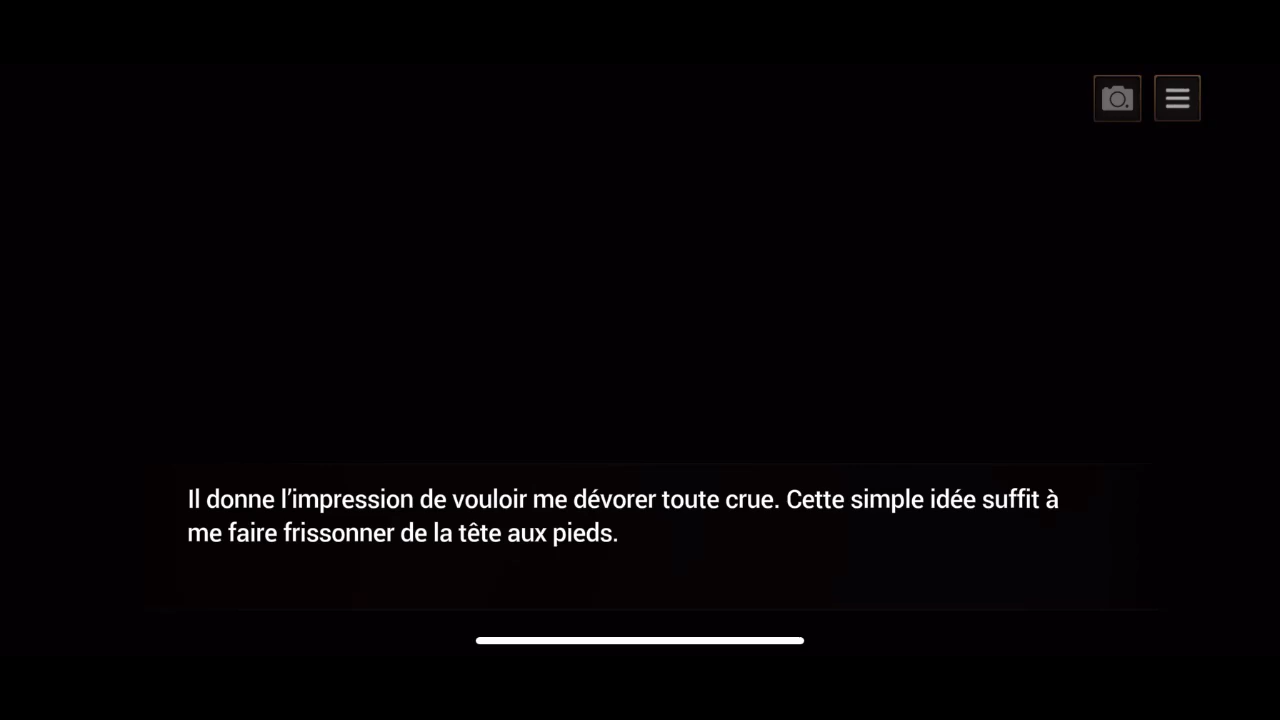 Il donne l’impression de vouloir me dévorer toute crue. Cette simple idée suffit à
me faire frissonner de la tête aux pieds.